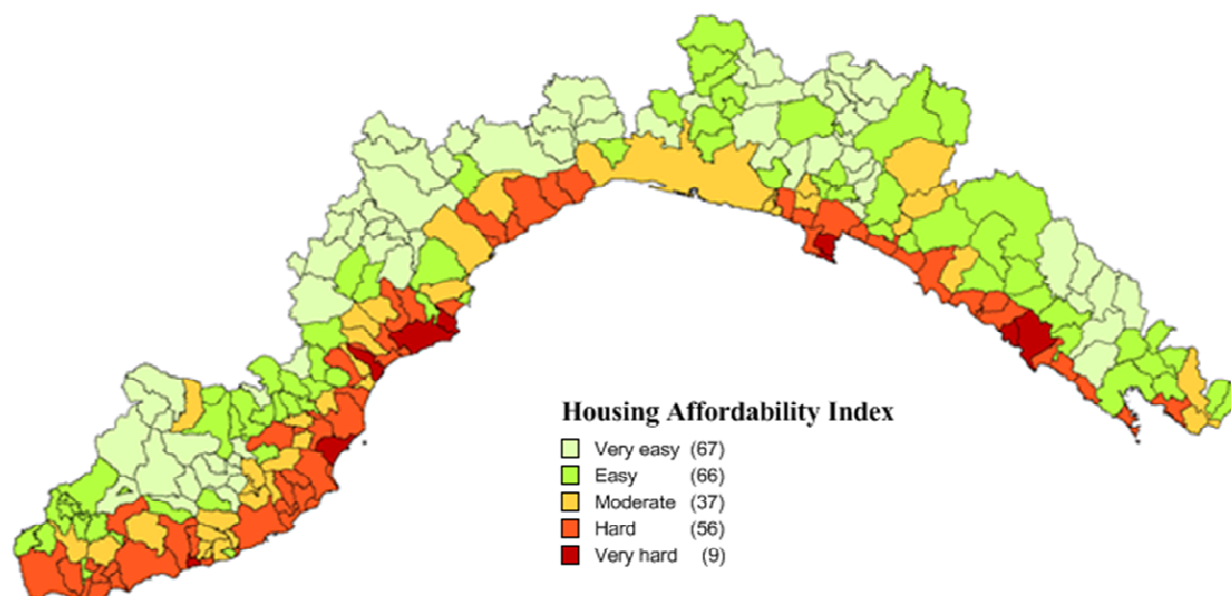 Housing Affordability Index
Very easy (67)
Easy (66)
Moderate (37)
Hard (56)
Very hard (9)